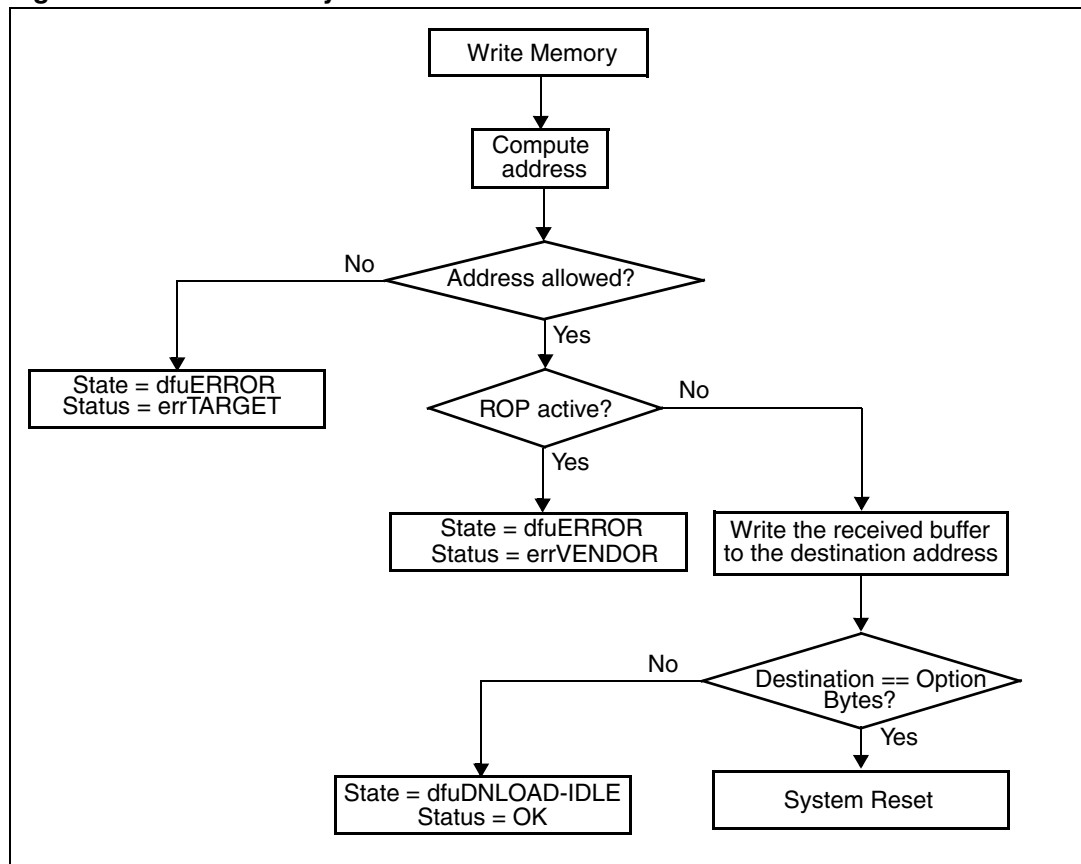 Write Memory
Compute
address
No
Address allowed?
Yes
State = dfuERROR
Status = errTARGET
No
ROP active?
Yes
State = dfuERROR
Status = errVENDOR
Write the received buffer
to the destination address
No
Destination == Option
Bytes?
Yes
State = dfuDNLOAD-IDLE
Status = OK
System Reset